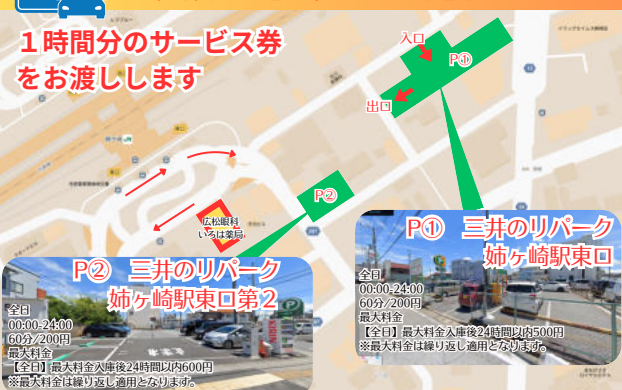 １時間分のサービス券
をお渡しします
入口
P①
出口
P②
広松眼科
いろは薬局
P①　三井のリパーク
姉ヶ崎駅東口
全日
00:00-24:00
60分/200円
最大料金
【全日】最大料金入庫後24時間以内500円
※最大料金は繰り返し適用となります。
P②　三井のリパーク
姉ヶ崎駅東口第２
全日
00:00-24:00
60分/200円
最大料金
【全日】最大料金入庫後24時間以内600円
※最大料金は繰り返し適用となります。